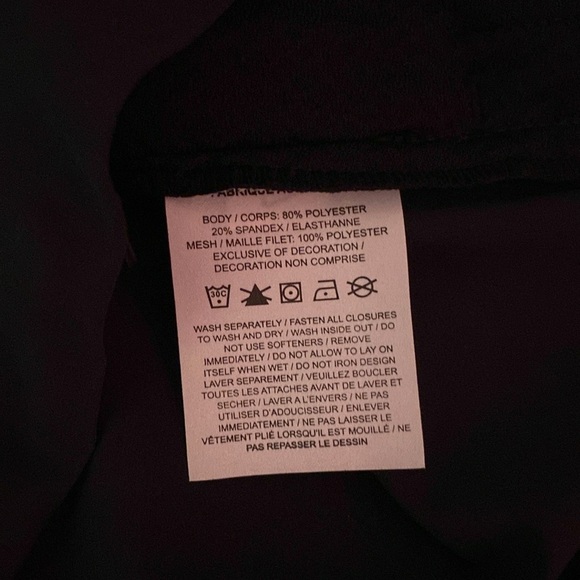 BODY / CORPS: 80% POLYESTER
20% SPANDEX / ELASTHANNE
MESH / MAILLE FILET: 100% POLYESTER
EXCLUSIVE OF DECORATION /
DECORATION NON COMPRISE
30C
WASH SEPARATELY / FASTEN ALL CLOSURES
TO WASH AND DRY / WASH INSIDE OUT / DO
NOT USE SOFTENERS / REMOVE
IMMEDIATELY / DO NOT ALLOW TO LAY ON
ITSELF WHEN WET / DO NOT IRON DESIGN
LAVER SEPAREMENT / VEUILLEZ BOUCLER
TOUTES LES ATTACHES AVANT DE LAVER ET
SECHER / LAVER A L'ENVERS / NE PAS
UTILISER D'ADOUCISSEUR / ENLEVER
IMMEDIATEMENT / NE PAS LAISSER LE
VÊTEMENT PLIÉ LORSQU'IL EST MOUILLÉ / NE
PAS REPASSER LE DESSIN